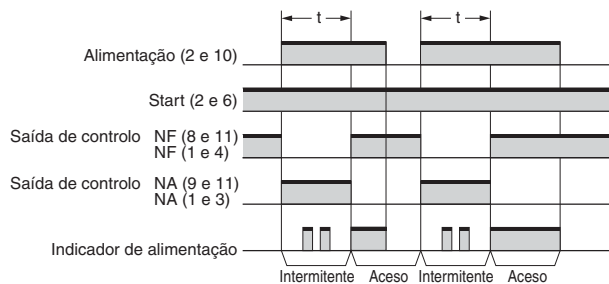 t t
Alimentação (2 e 10)
Start (2 e 6)
Saída de controlo NF (8 e 11)
NF (1 e 4)
Saída de controlo NA (9 e 11)
NA (1 e 3)
Indicador de alimentação
Intermitente Aceso Intermitente Aceso